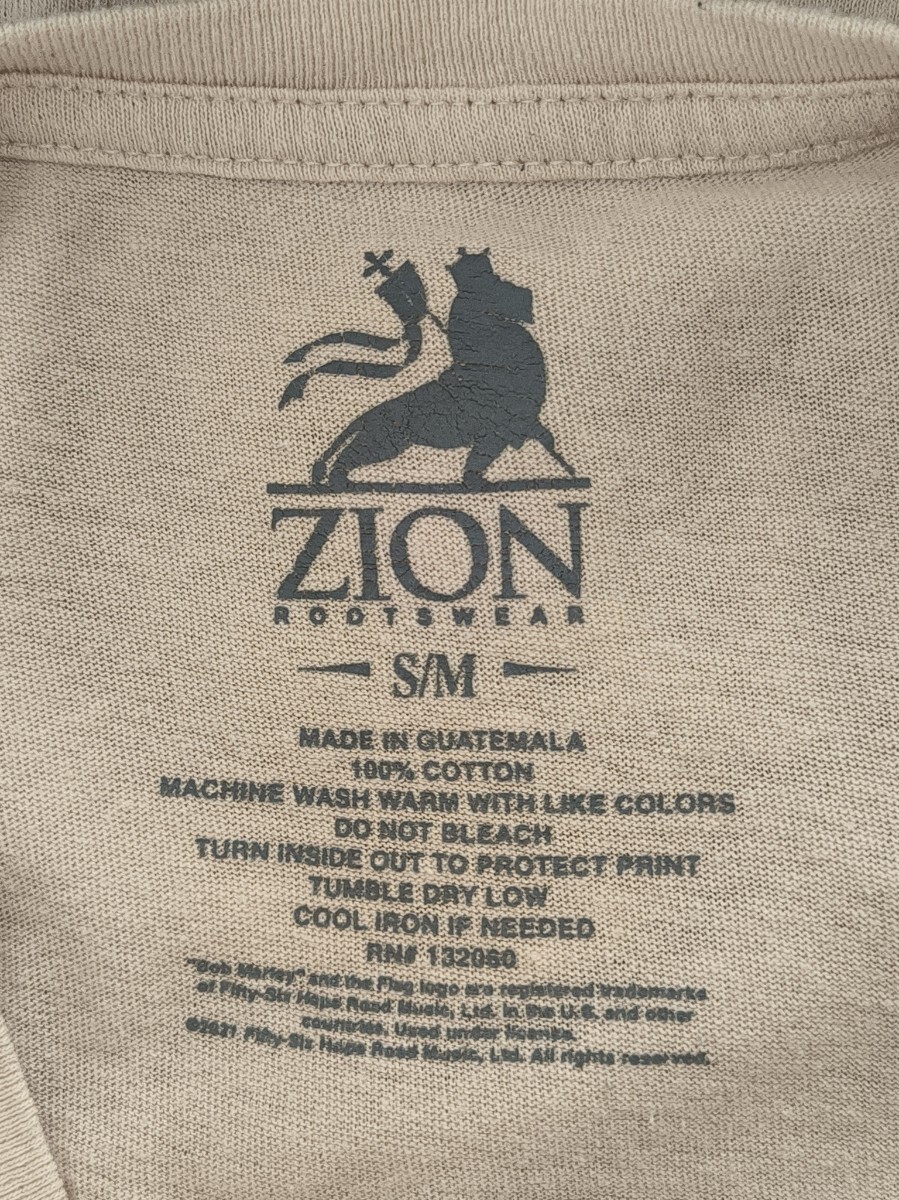 ZION
ROOTSWEAR
S/M
MADE IN GUATEMALA
100% COTTON
MACHINE WASH WARM WITH LIKE COLORS
DO NOT BLEACH
TURN INSIDE OUT TO PROTECT PRINT
TUMBLE DRY LOW
COOL IRON IF NEEDED
RN# 132060
"Bob Marley" and the Flag logo are registered trademarks
of Fifty-Six Hope Road Music, Ltd. in the U.S. and other
countries. Used under license.
©2021 Fifty-Six Hope Road Music, Ltd. All rights reserved.